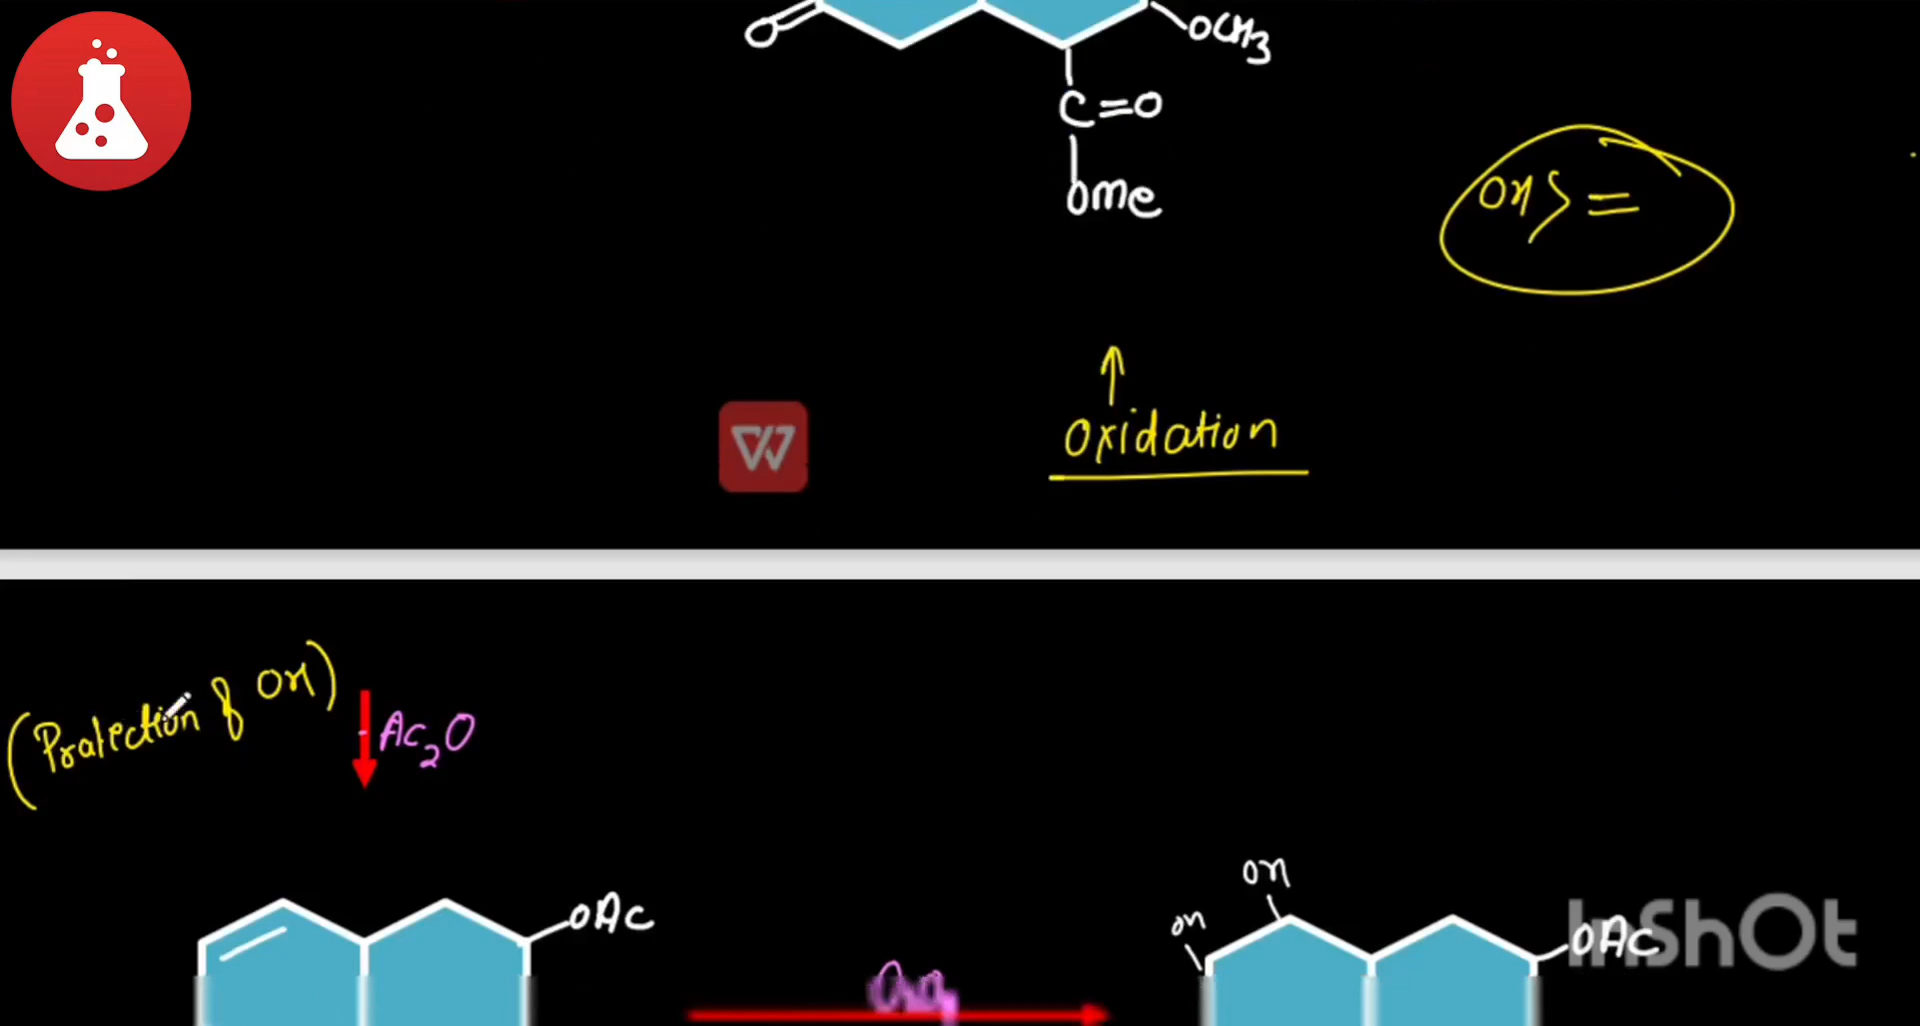 O
OCH3
C=O
OMe
OH > =
↑
Oxidation
(Protection of OH)
Ac2O
OAc
OH
OH
OAc
InShOt